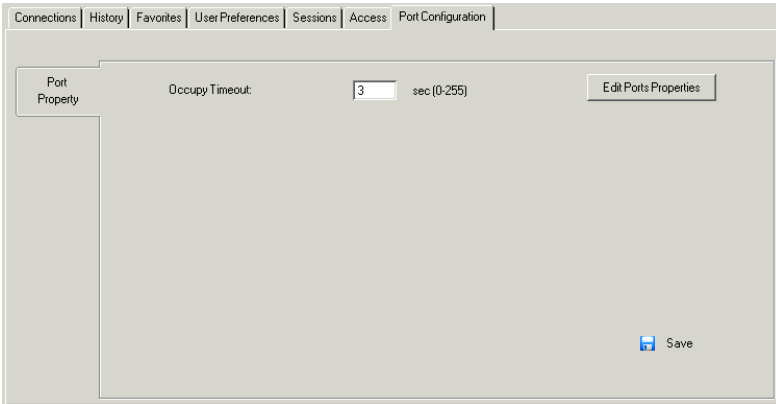 Connections History Favorites User Preferences Sessions Access Port Configuration
Port
Property
Occupy Timeout: 3 sec (0-255) Edit Ports Properties
Save